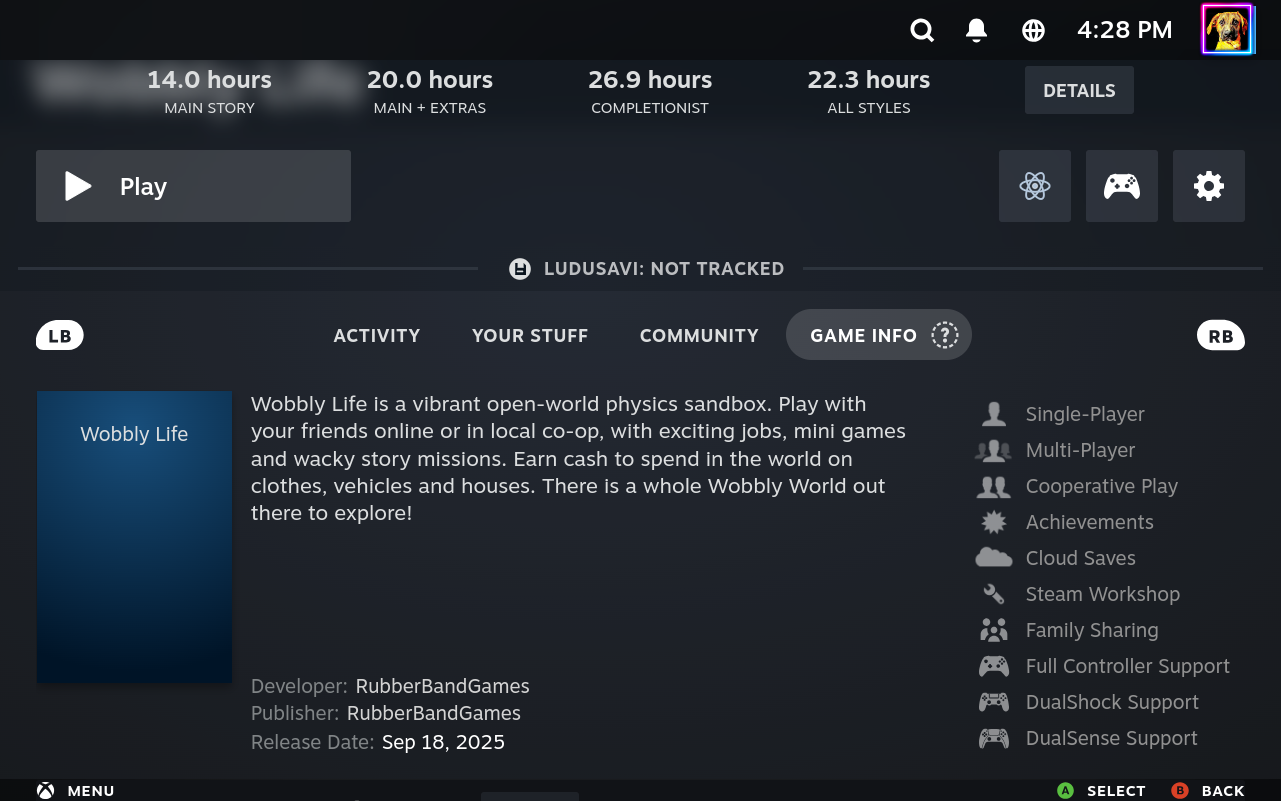 4:28 PM
Wobbly Life
14.0 hours
MAIN STORY
20.0 hours
MAIN + EXTRAS
26.9 hours
COMPLETIONIST
22.3 hours
ALL STYLES
DETAILS
Play
LUDUSAVI: NOT TRACKED
LB
ACTIVITY
YOUR STUFF
COMMUNITY
GAME INFO
?
RB
Wobbly Life
Wobbly Life is a vibrant open-world physics sandbox. Play with
your friends online or in local co-op, with exciting jobs, mini games
and wacky story missions. Earn cash to spend in the world on
clothes, vehicles and houses. There is a whole Wobbly World out
there to explore!
Developer: RubberBandGames
Publisher: RubberBandGames
Release Date: Sep 18, 2025
Single-Player
Multi-Player
Cooperative Play
Achievements
Cloud Saves
Steam Workshop
Family Sharing
Full Controller Support
DualShock Support
DualSense Support
MENU
A SELECT
B BACK